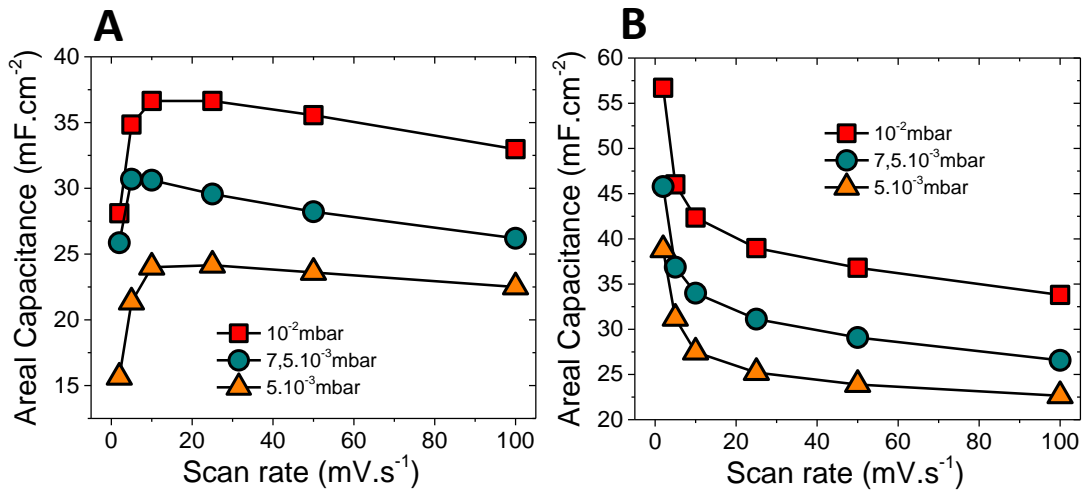 A
Areal Capacitance (mF.cm⁻²)
40
35
30
25
20
15
10⁻²mbar
7,5.10⁻³mbar
5.10⁻³mbar
0 20 40 60 80 100
Scan rate (mV.s⁻¹)
B
Areal Capacitance (mF.cm⁻²)
60
55
50
45
40
35
30
25
20
10⁻²mbar
7,5.10⁻³mbar
5.10⁻³mbar
0 20 40 60 80 100
Scan rate (mV.s⁻¹)